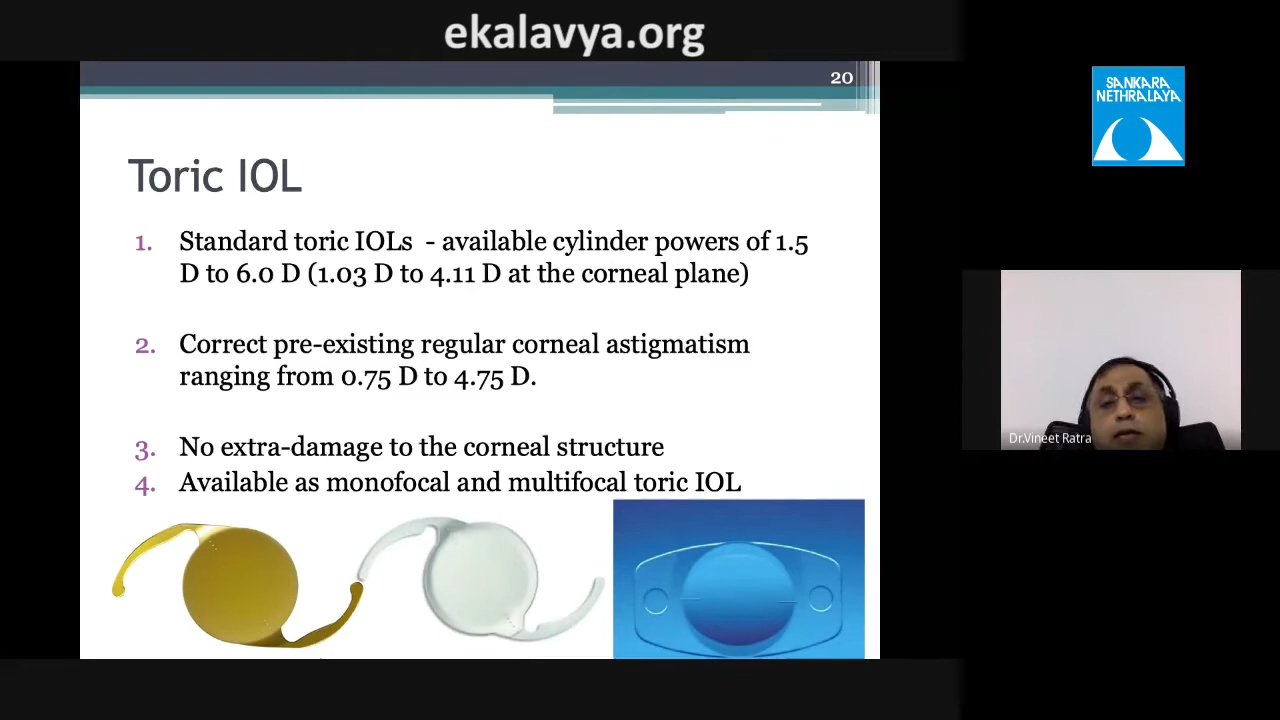 ekalavya.org
20
SANKARA
NETHRALAYA
Toric IOL
1. Standard toric IOLs - available cylinder powers of 1.5
D to 6.0 D (1.03 D to 4.11 D at the corneal plane)
2. Correct pre-existing regular corneal astigmatism
ranging from 0.75 D to 4.75 D.
3. No extra-damage to the corneal structure
4. Available as monofocal and multifocal toric IOL
Dr.Vineet Ratra